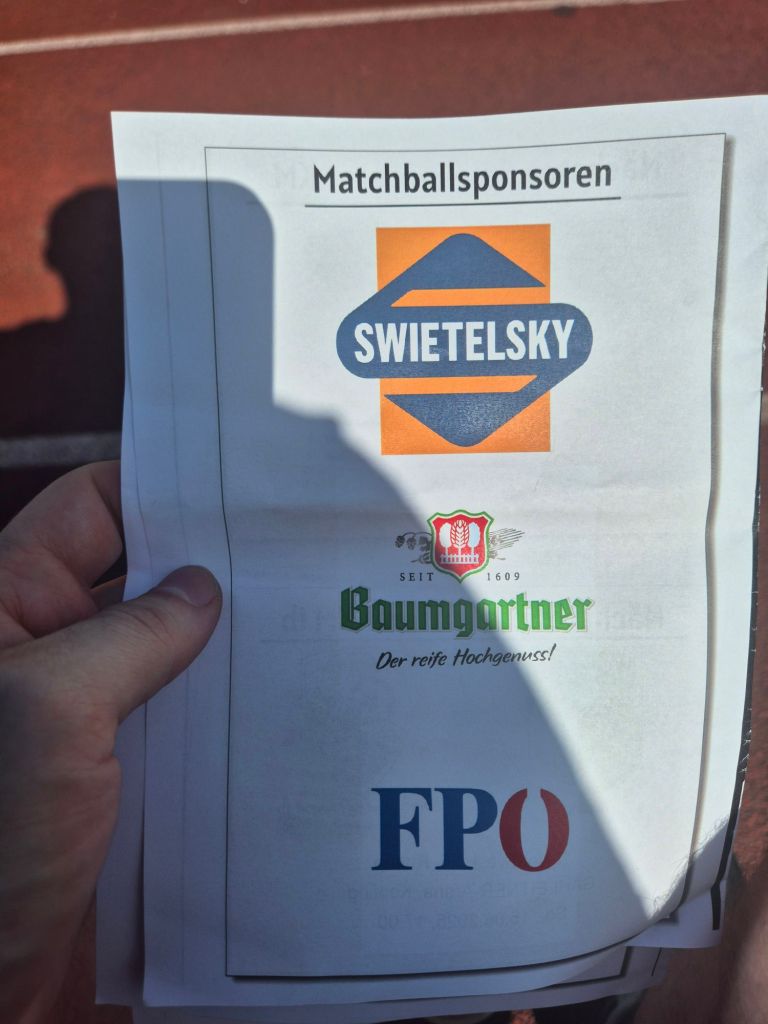 Matchballsponsoren
SWIETELSKY
SEIT 1609
Baumgartner
Der reife Hochgenuss!
FPÖ